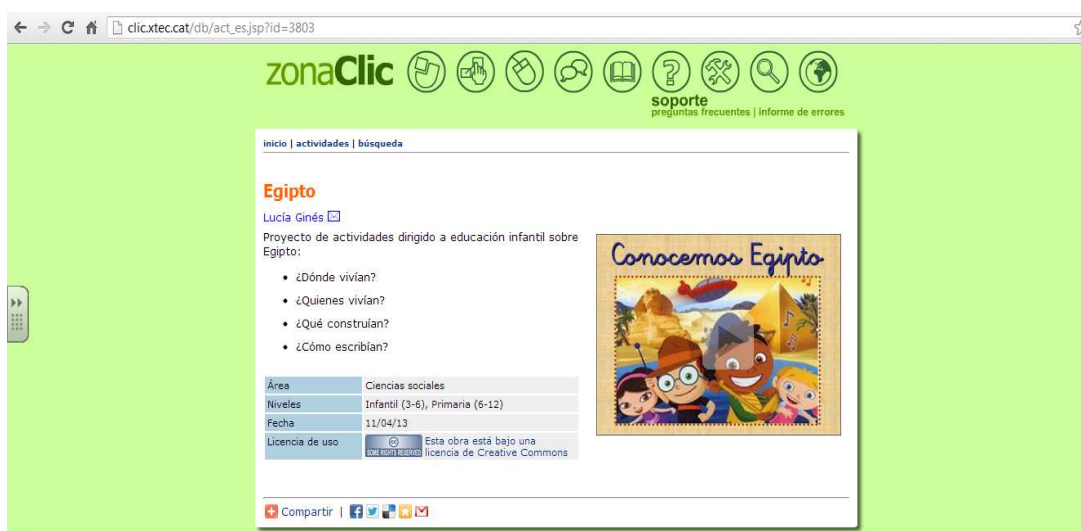 clic.xtec.cat/db/act_es.jsp?id=3803
zonaClic
soporte
preguntas frecuentes | informe de errores
inicio | actividades | búsqueda
Egipto
Lucía Ginés
Proyecto de actividades dirigido a educación infantil sobre
Egipto:
• ¿Dónde vivían?
• ¿Quienes vivían?
• ¿Qué construían?
• ¿Cómo escribían?
Conocemos Egipto
Área Ciencias sociales
Niveles Infantil (3-6), Primaria (6-12)
Fecha 11/04/13
Licencia de uso cc SOME RIGHTS RESERVED Esta obra está bajo una
licencia de Creative Commons
Compartir |